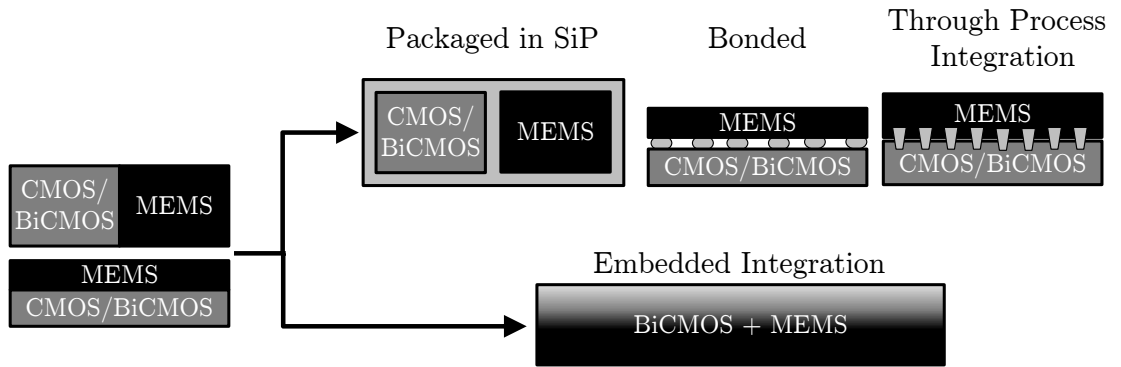 Packaged in SiP
Bonded
Through Process
Integration
CMOS/
BiCMOS
MEMS
MEMS
CMOS/BiCMOS
MEMS
CMOS/BiCMOS
CMOS/
BiCMOS
MEMS
MEMS
CMOS/BiCMOS
Embedded Integration
BiCMOS + MEMS